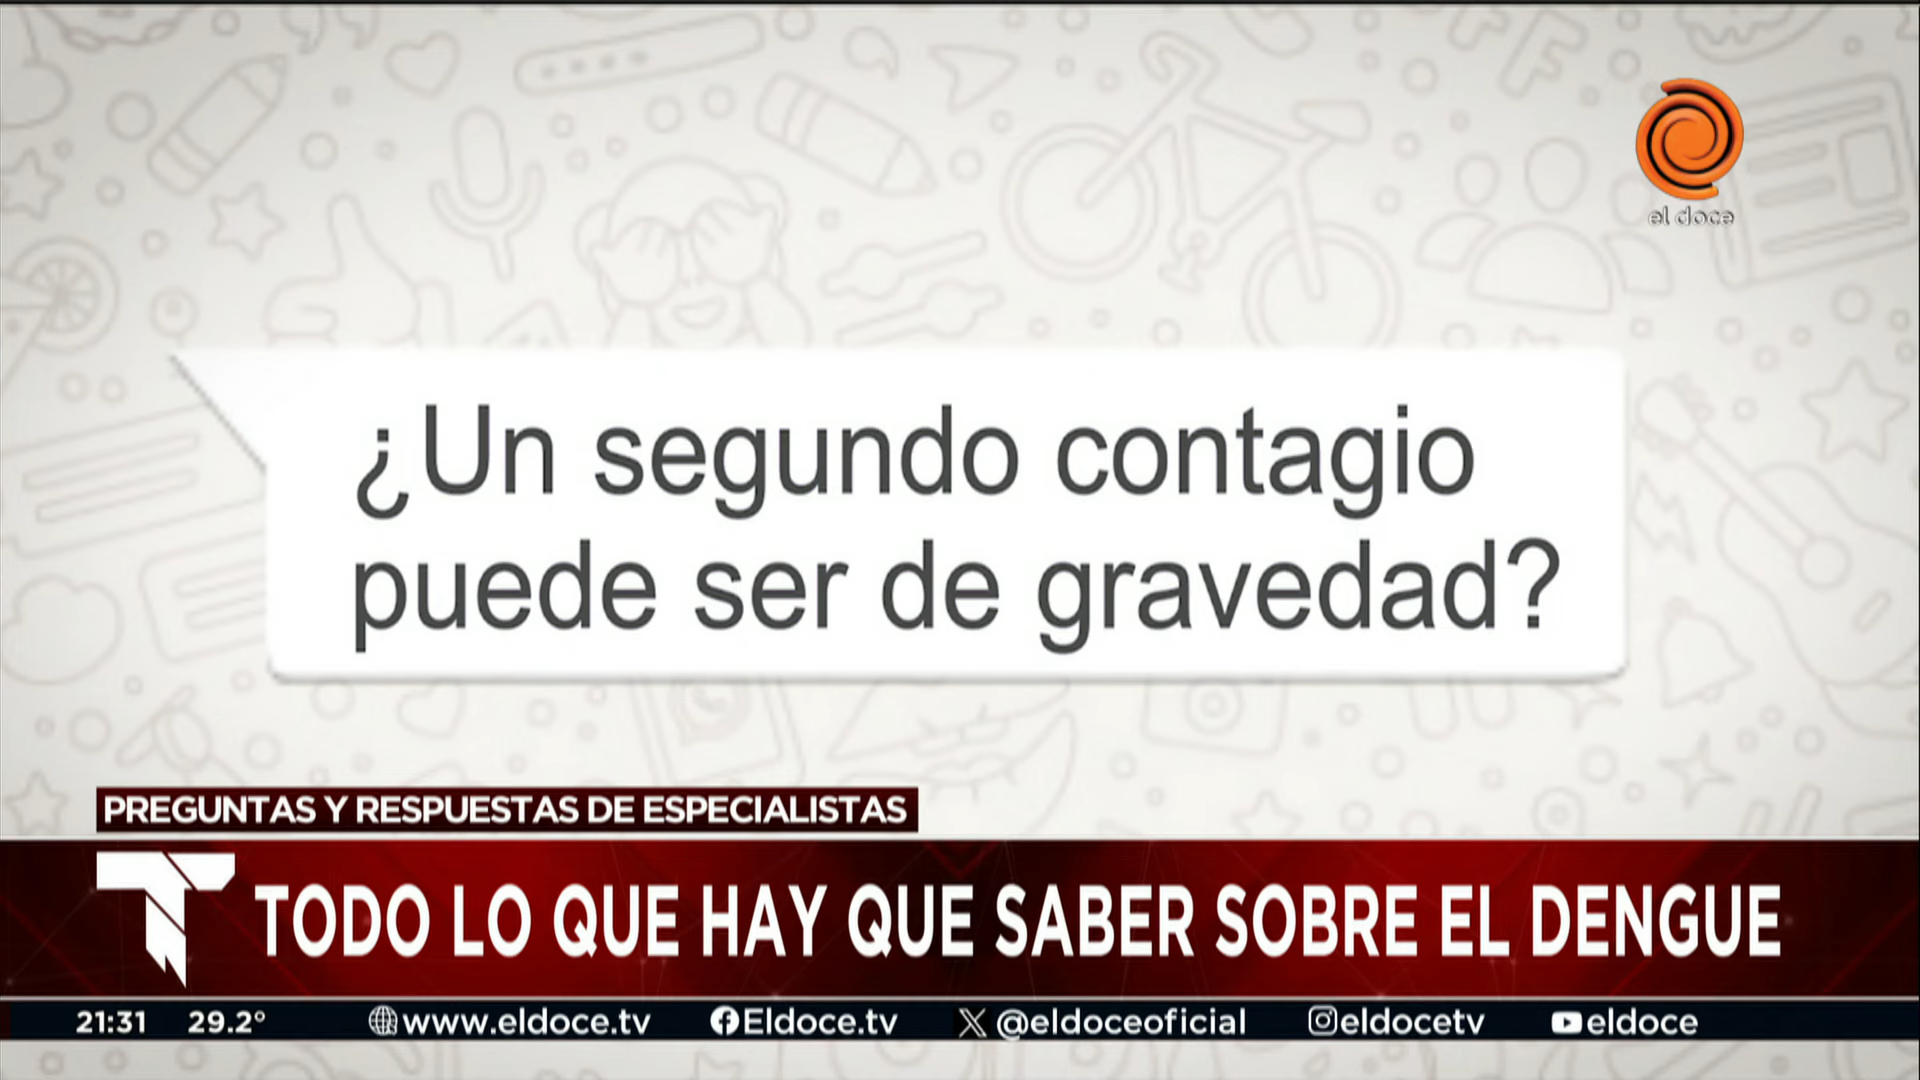 el doce
¿Un segundo contagio
puede ser de gravedad?
PREGUNTAS Y RESPUESTAS DE ESPECIALISTAS
TODO LO QUE HAY QUE SABER SOBRE EL DENGUE
21:31 29.2° www.eldoce.tv Eldoce.tv @eldoceoficial eldocetv eldoce